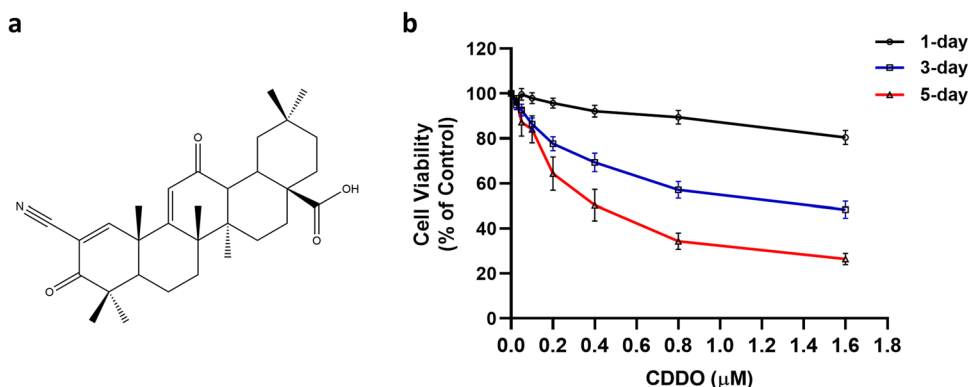 a
O
OH
N
O
O
b
1-day
3-day
5-day
Cell Viability
(% of Control)
120
100
80
60
40
20
0
0.0 0.2 0.4 0.6 0.8 1.0 1.2 1.4 1.6 1.8
CDDO (μM)